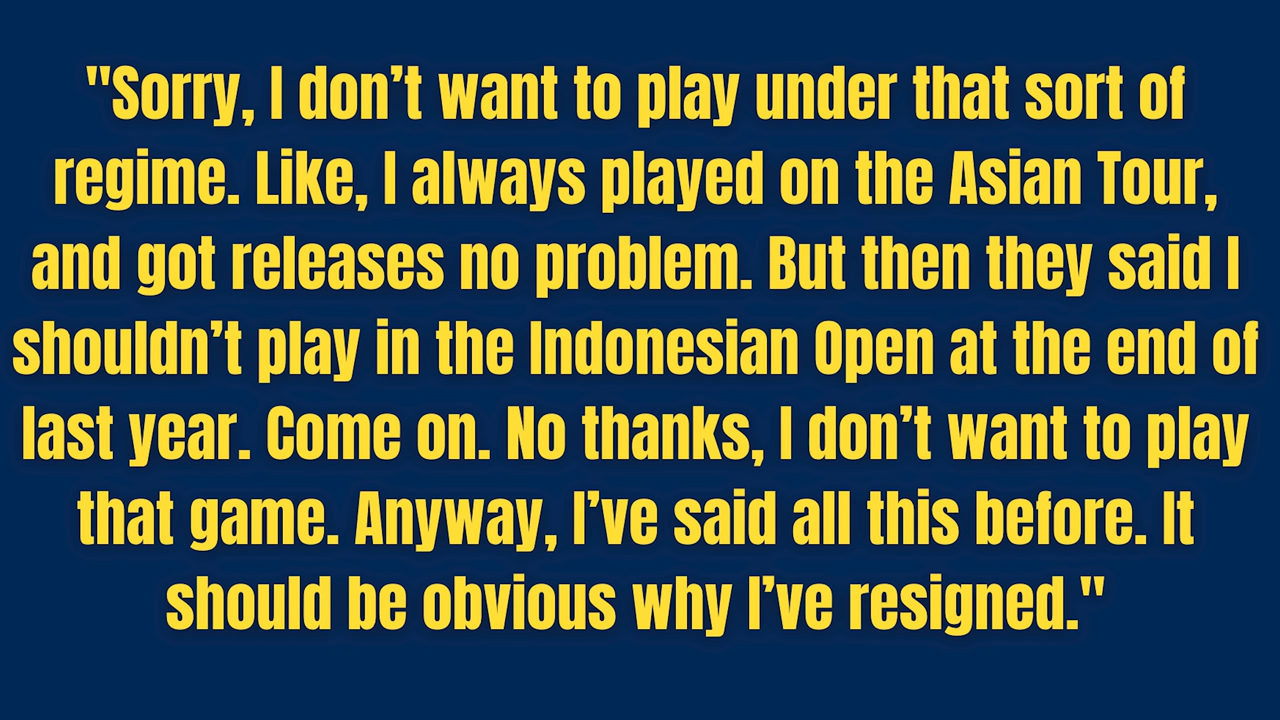 "Sorry, I don’t want to play under that sort of
regime. Like, I always played on the Asian Tour,
and got releases no problem. But then they said I
shouldn’t play in the Indonesian Open at the end of
last year. Come on. No thanks, I don’t want to play
that game. Anyway, I’ve said all this before. It
should be obvious why I’ve resigned."